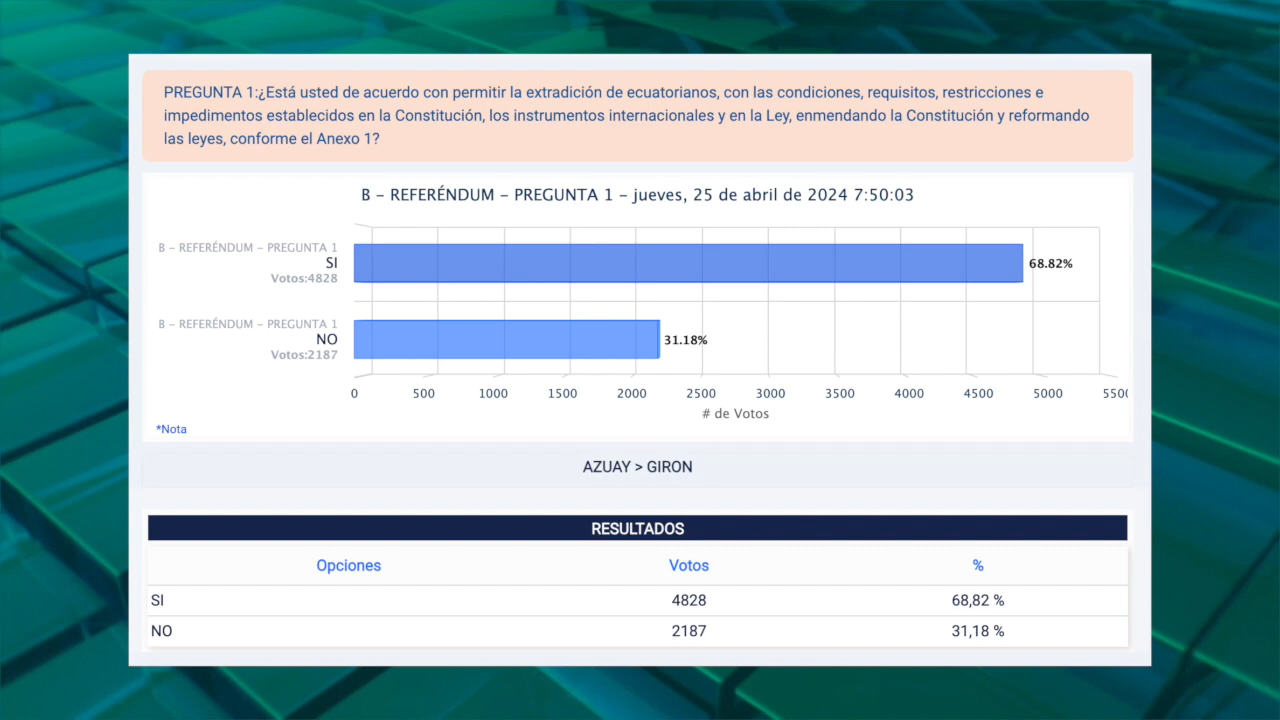 PREGUNTA 1:¿Está usted de acuerdo con permitir la extradición de ecuatorianos, con las condiciones, requisitos, restricciones e
impedimentos establecidos en la Constitución, los instrumentos internacionales y en la Ley, enmendando la Constitución y reformando
las leyes, conforme el Anexo 1?
B – REFERÉNDUM – PREGUNTA 1 – jueves, 25 de abril de 2024 7:50:03
B – REFERÉNDUM – PREGUNTA 1
SI
Votos:4828
68.82%
B – REFERÉNDUM – PREGUNTA 1
NO
Votos:2187
31.18%
0 500 1000 1500 2000 2500 3000 3500 4000 4500 5000 5500
# de Votos
*Nota
AZUAY > GIRON
RESULTADOS
Opciones Votos %
SI 4828 68,82 %
NO 2187 31,18 %